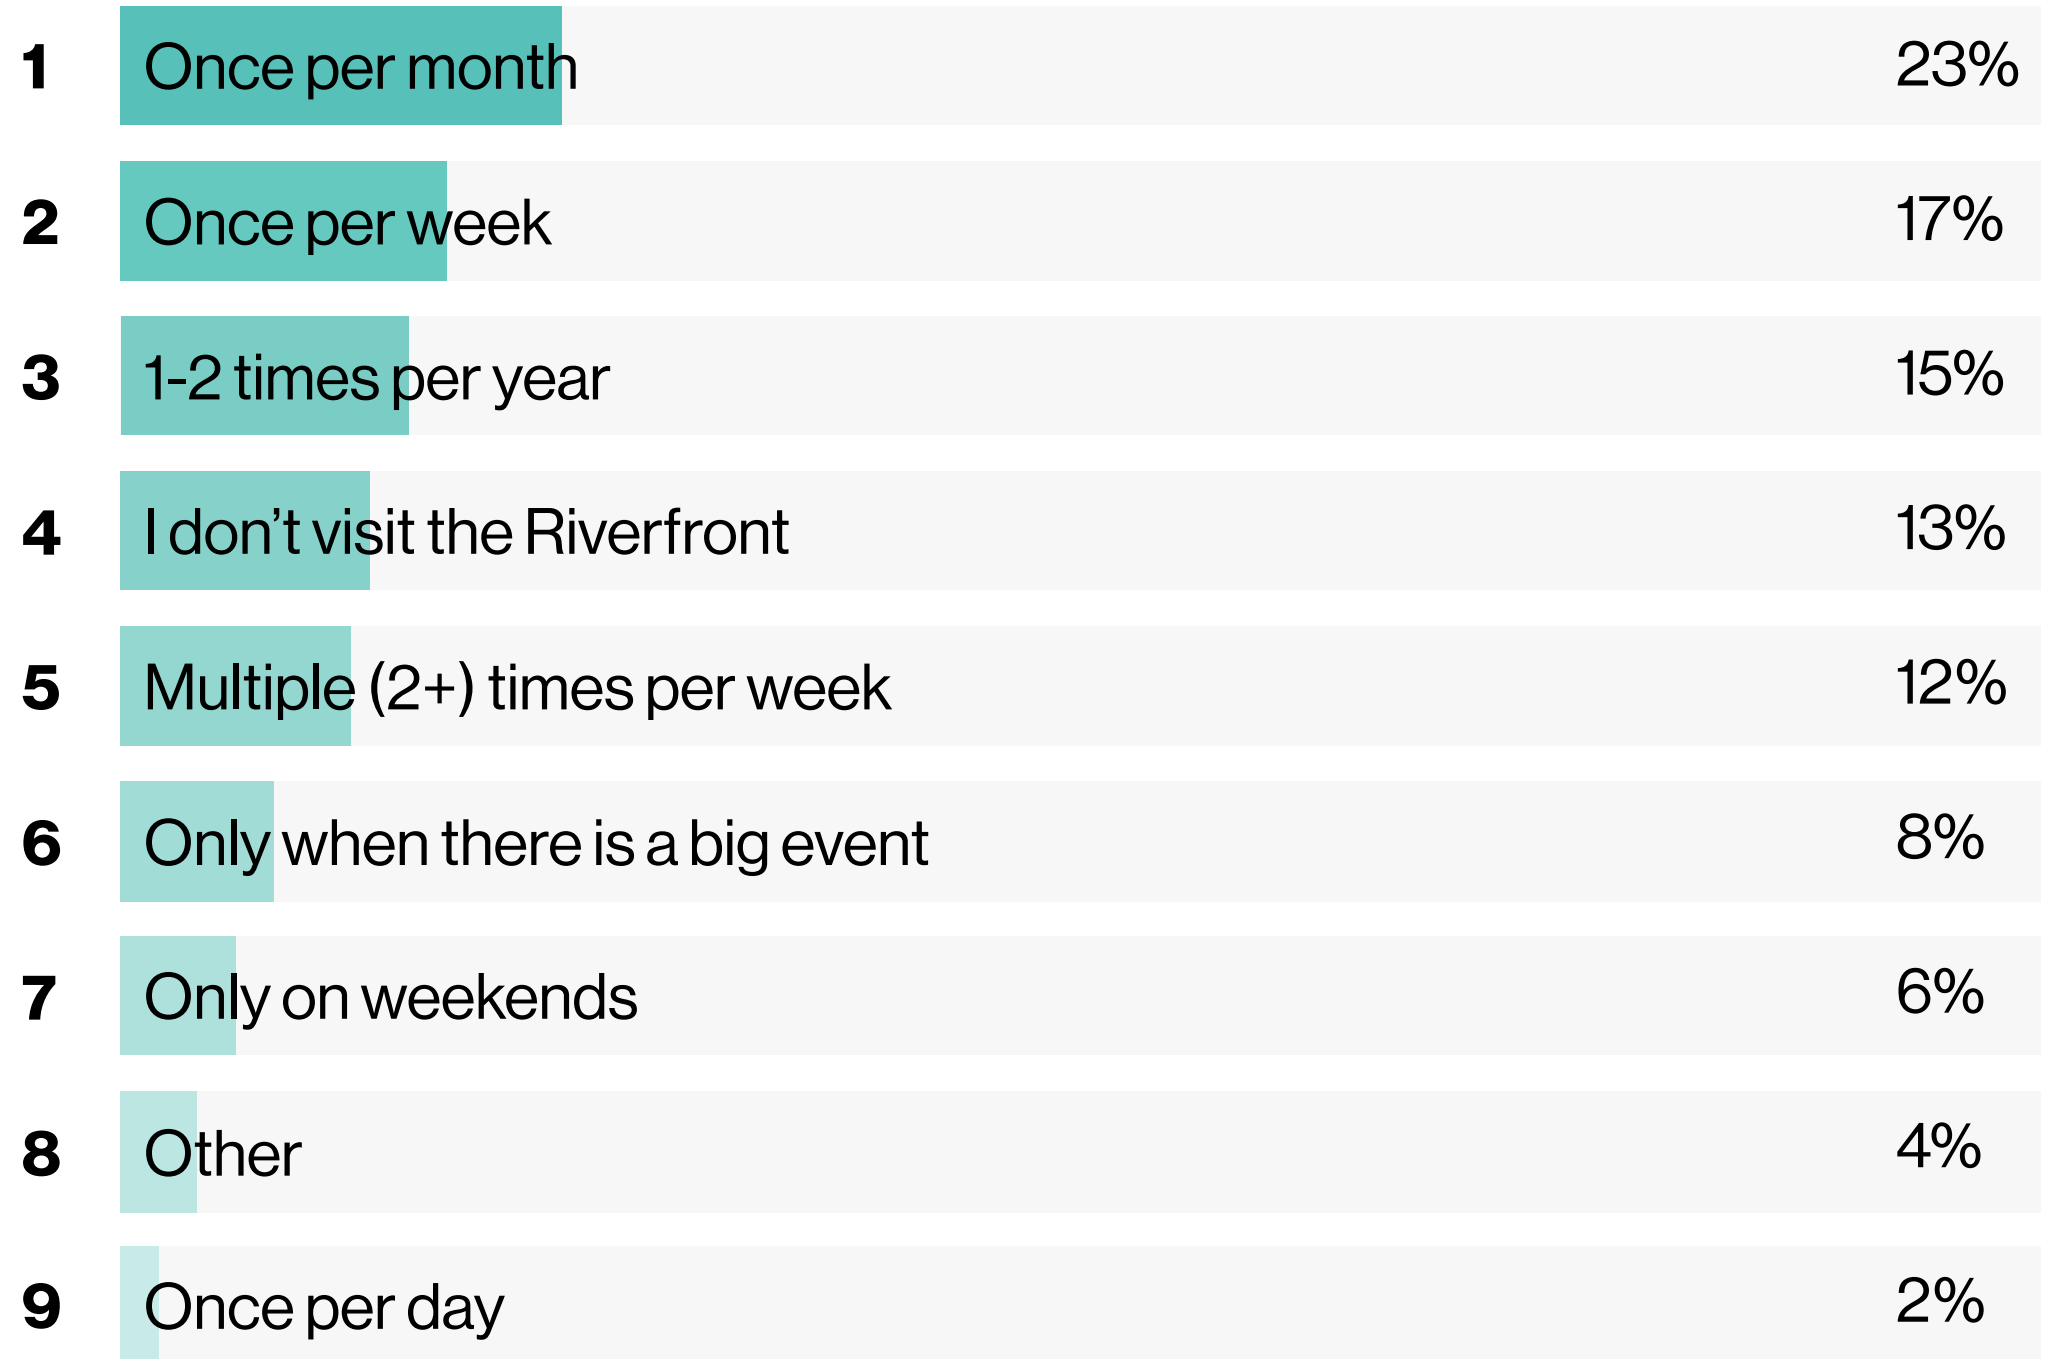 1 Once per month 23%
2 Once per week 17%
3 1-2 times per year 15%
4 I don’t visit the Riverfront 13%
5 Multiple (2+) times per week 12%
6 Only when there is a big event 8%
7 Only on weekends 6%
8 Other 4%
9 Once per day 2%